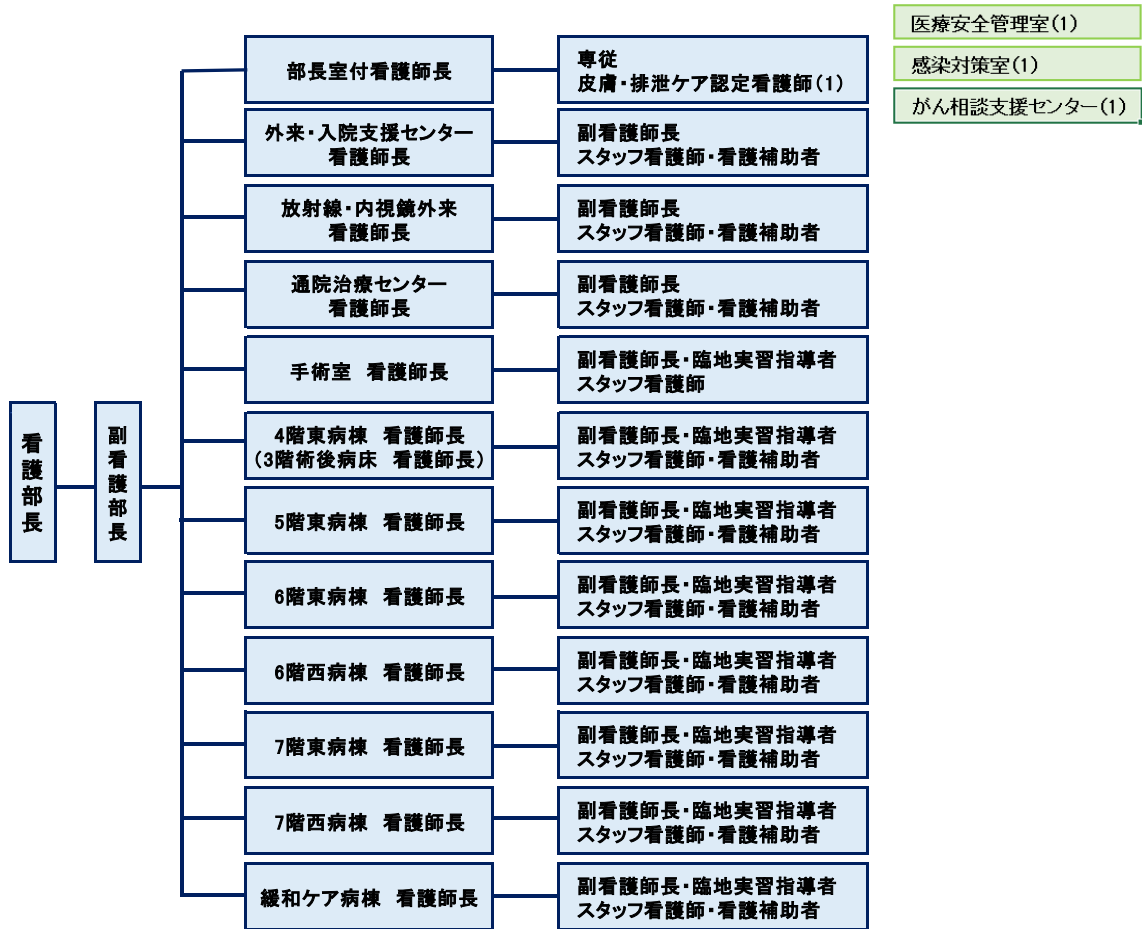 医療安全管理室(1)
感染対策室(1)
がん相談支援センター(1)
看護部長
副看護部長
部長室付看護師長
専従
皮膚・排泄ケア認定看護師(1)
外来・入院支援センター
看護師長
副看護師長
スタッフ看護師・看護補助者
放射線・内視鏡外来
看護師長
副看護師長
スタッフ看護師・看護補助者
通院治療センター
看護師長
副看護師長
スタッフ看護師・看護補助者
手術室 看護師長
副看護師長・臨地実習指導者
スタッフ看護師
4階東病棟 看護師長
(3階術後病床 看護師長)
副看護師長・臨地実習指導者
スタッフ看護師・看護補助者
5階東病棟 看護師長
副看護師長・臨地実習指導者
スタッフ看護師・看護補助者
6階東病棟 看護師長
副看護師長・臨地実習指導者
スタッフ看護師・看護補助者
6階西病棟 看護師長
副看護師長・臨地実習指導者
スタッフ看護師・看護補助者
7階東病棟 看護師長
副看護師長・臨地実習指導者
スタッフ看護師・看護補助者
7階西病棟 看護師長
副看護師長・臨地実習指導者
スタッフ看護師・看護補助者
緩和ケア病棟 看護師長
副看護師長・臨地実習指導者
スタッフ看護師・看護補助者